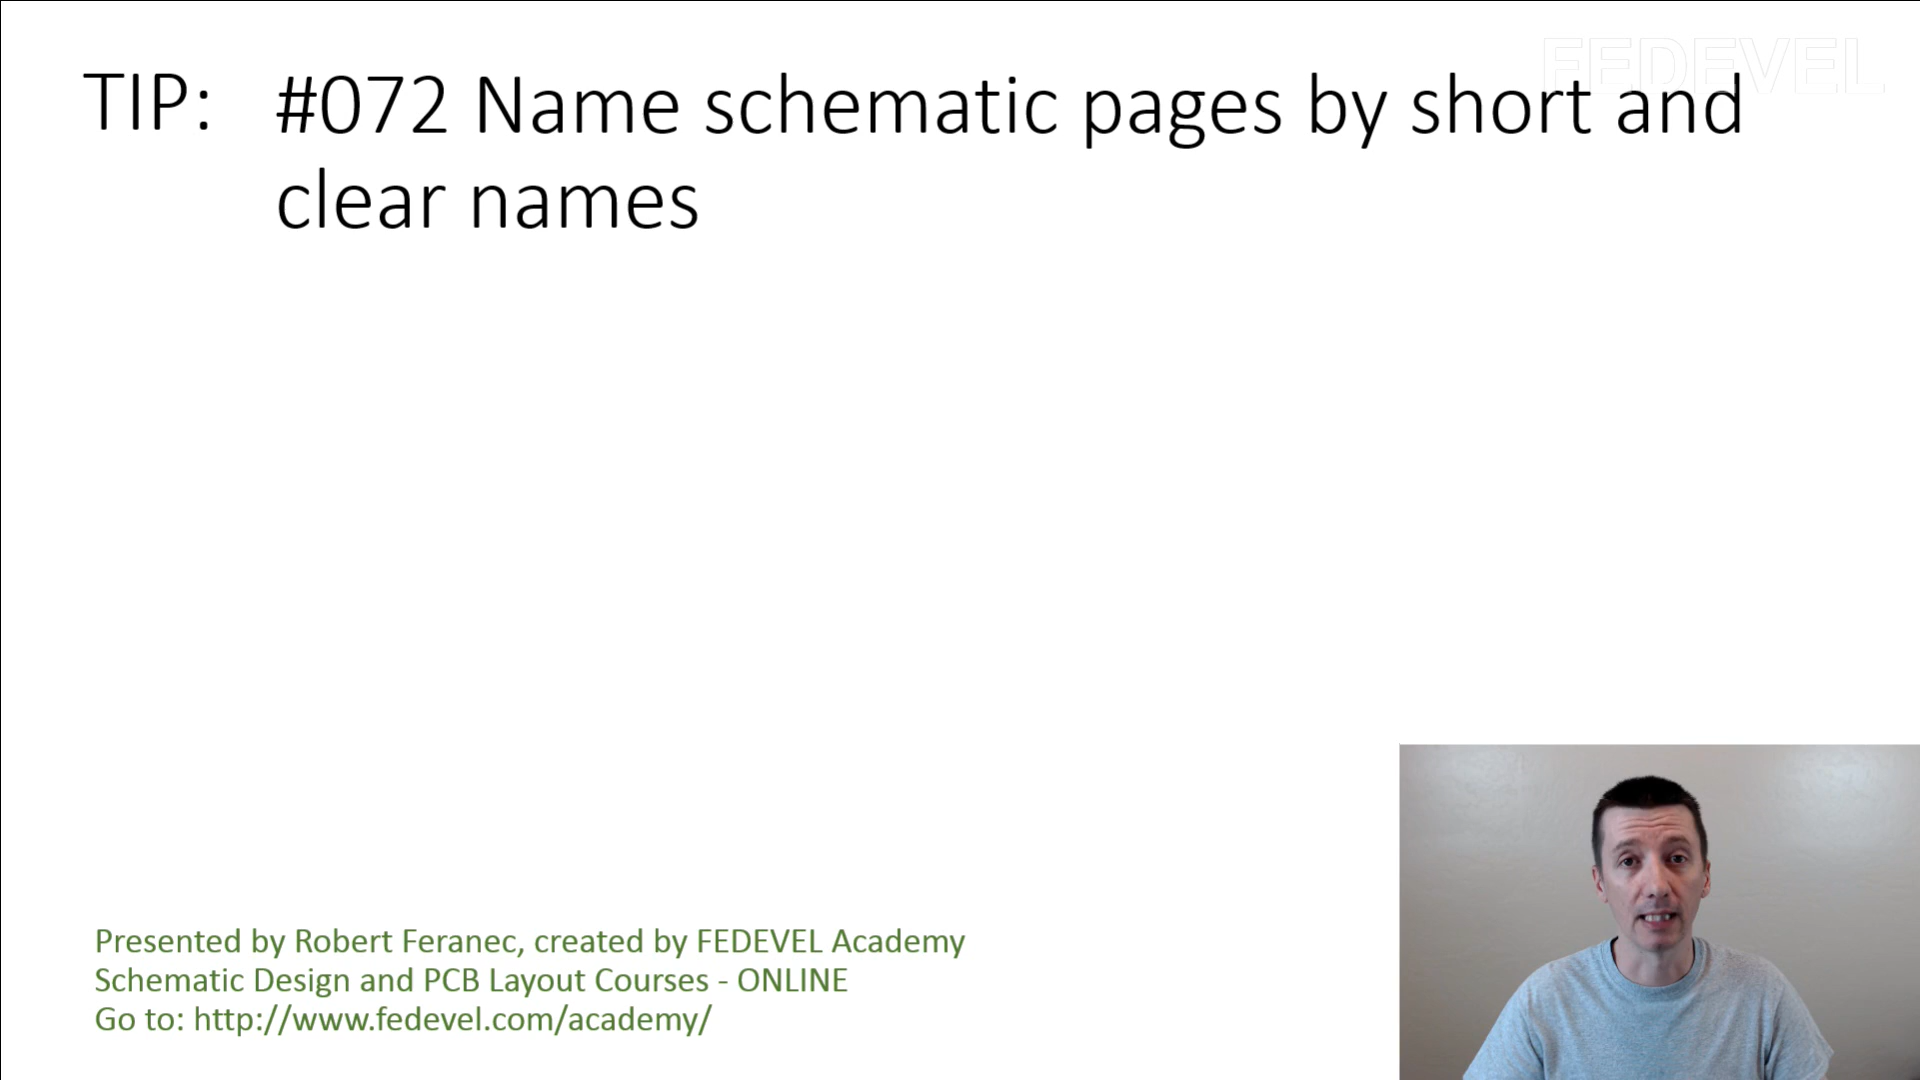 FEDEVEL
TIP: #072 Name schematic pages by short and
clear names
Presented by Robert Feranec, created by FEDEVEL Academy
Schematic Design and PCB Layout Courses - ONLINE
Go to: http://www.fedevel.com/academy/